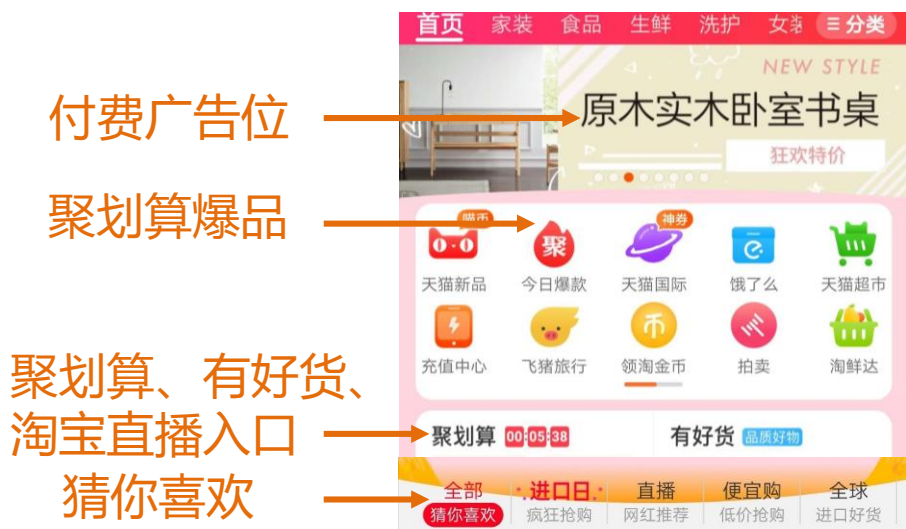 首页 家装 食品 生鲜 洗护 女装 分类
NEW STYLE
原木实木卧室书桌
狂欢特价
付费广告位
聚划算爆品
喵币 神券
聚
天猫新品 今日爆款 天猫国际 饿了么 天猫超市
币
充值中心 飞猪旅行 领淘金币 拍卖 淘鲜达
聚划算、有好货、
淘宝直播入口
聚划算 00:05:38 有好货 品质好物
猜你喜欢
全部 进口日 直播 便宜购 全球
猜你喜欢 疯狂抢购 网红推荐 低价抢购 进口好货